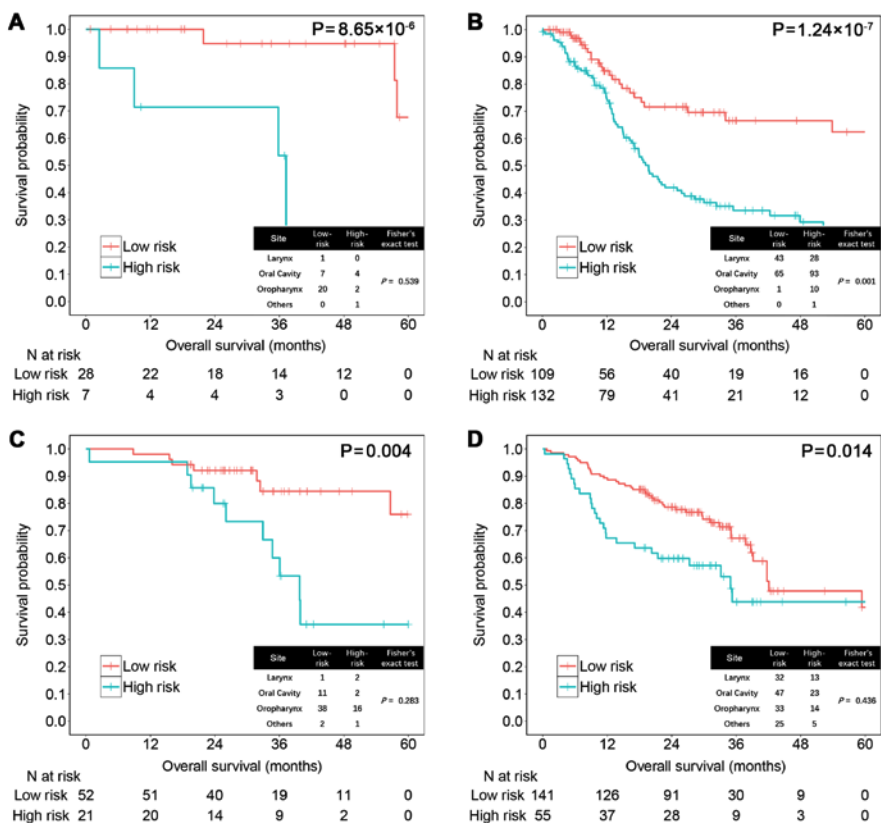 A
P=8.65×10-6
Survival probability
1.0
0.9
0.8
0.7
0.6
0.5
0.4
0.3
0.2
0.1
0.0
Low risk
High risk
Site Low-risk High-risk Fisher's exact test
Larynx 1 0
Oral Cavity 7 4
Oropharynx 20 2
Others 0 1
P = 0.539
0 12 24 36 48 60
Overall survival (months)
N at risk
Low risk 28 22 18 14 12 0
High risk 7 4 4 3 0 0
B
P=1.24×10-7
Survival probability
1.0
0.9
0.8
0.7
0.6
0.5
0.4
0.3
0.2
0.1
0.0
Low risk
High risk
Site Low-risk High-risk Fisher's exact test
Larynx 43 28
Oral Cavity 65 93
Oropharynx 1 10
Others 0 1
P = 0.001
0 12 24 36 48 60
Overall survival (months)
N at risk
Low risk 109 56 40 19 16 0
High risk 132 79 41 21 12 0
C
P=0.004
Survival probability
1.0
0.9
0.8
0.7
0.6
0.5
0.4
0.3
0.2
0.1
0.0
Low risk
High risk
Site Low-risk High-risk Fisher's exact test
Larynx 1 2
Oral Cavity 11 2
Oropharynx 38 16
Others 2 1
P = 0.283
0 12 24 36 48 60
Overall survival (months)
N at risk
Low risk 52 51 40 19 11 0
High risk 21 20 14 9 2 0
D
P=0.014
Survival probability
1.0
0.9
0.8
0.7
0.6
0.5
0.4
0.3
0.2
0.1
0.0
Low risk
High risk
Site Low-risk High-risk Fisher's exact test
Larynx 32 13
Oral Cavity 47 23
Oropharynx 33 14
Others 25 5
P = 0.436
0 12 24 36 48 60
Overall survival (months)
N at risk
Low risk 141 126 91 30 9 0
High risk 55 37 28 9 3 0